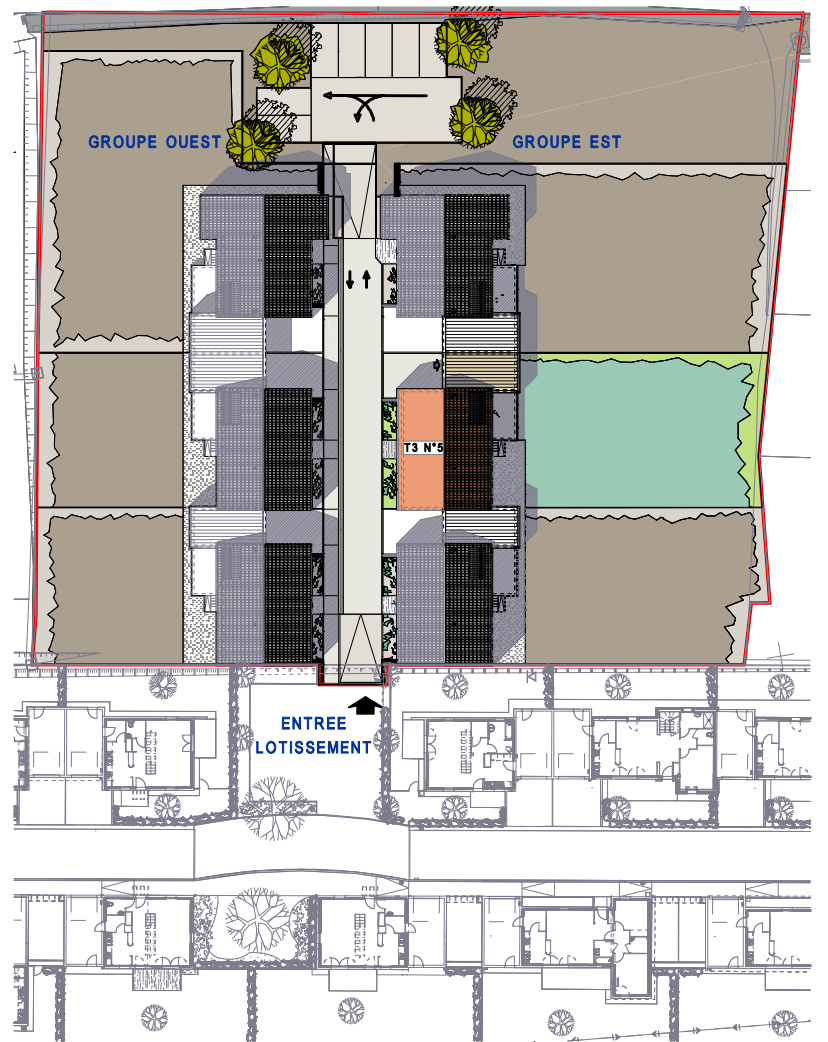 GROUPE OUEST
GROUPE EST
T3 N°5
ENTREE
LOTISSEMENT